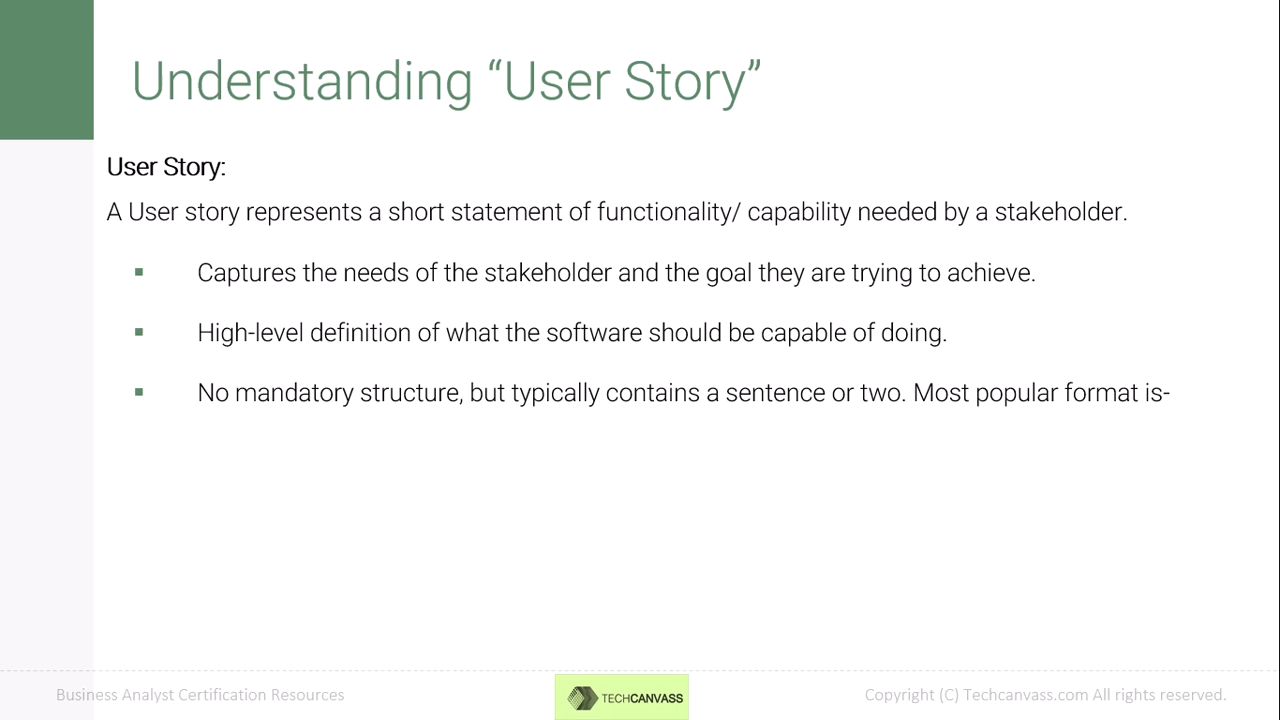 Understanding “User Story”
User Story:
A User story represents a short statement of functionality/ capability needed by a stakeholder.
Captures the needs of the stakeholder and the goal they are trying to achieve.
High-level definition of what the software should be capable of doing.
No mandatory structure, but typically contains a sentence or two. Most popular format is-
Business Analyst Certification Resources
TECHCANVASS
Copyright (C) Techcanvass.com All rights reserved.